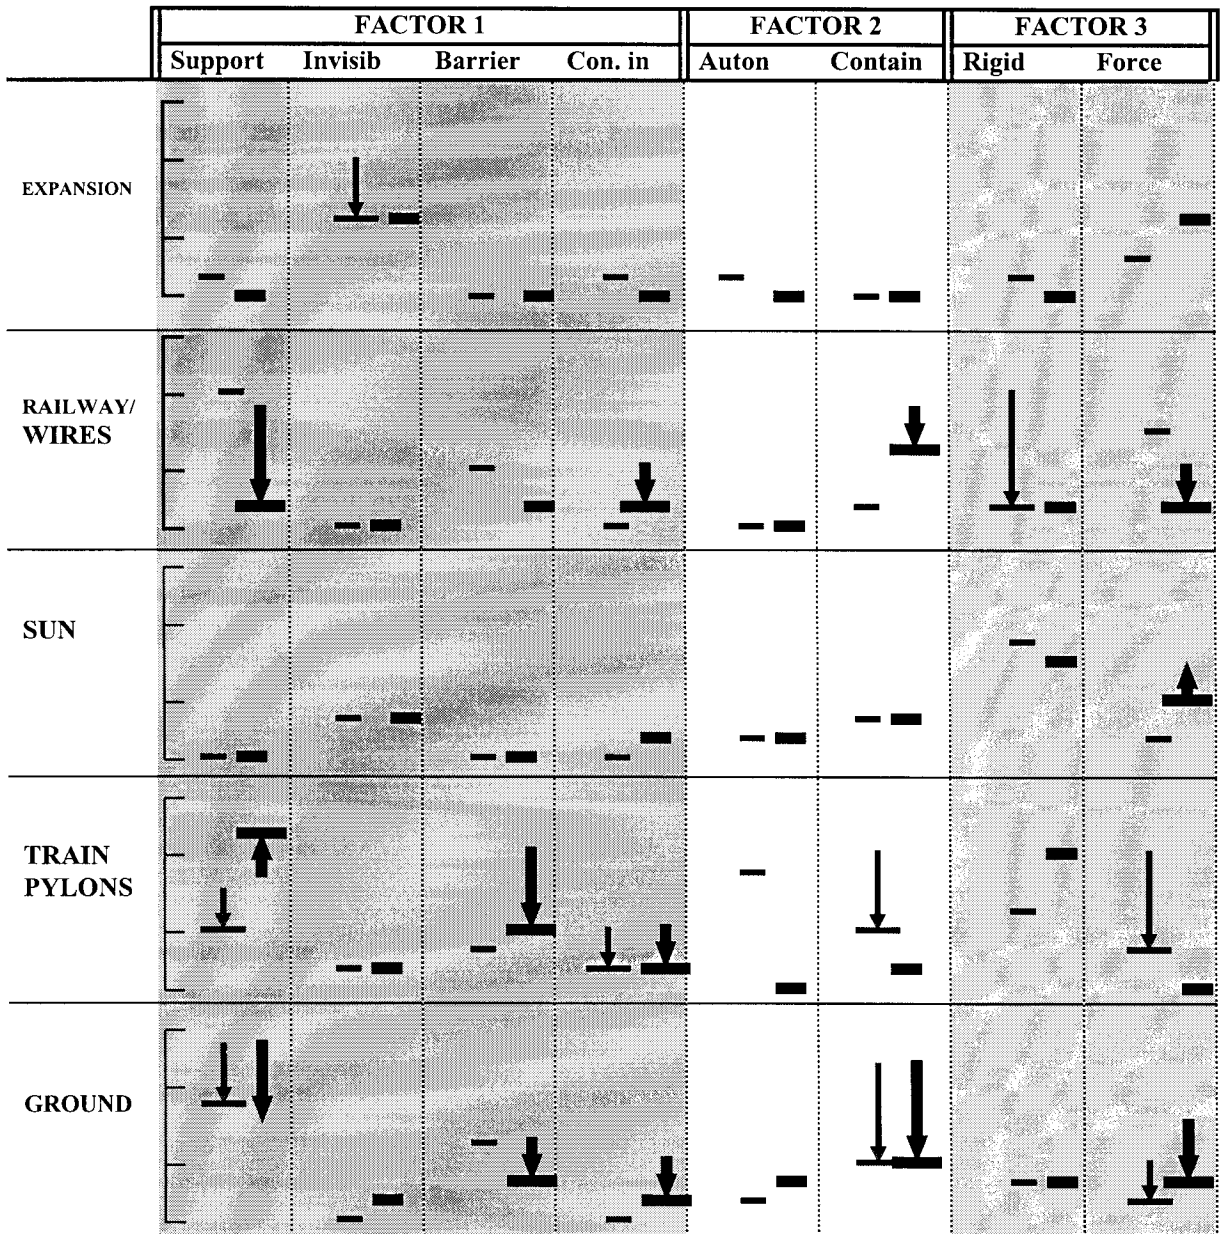 FACTOR 1 FACTOR 2 FACTOR 3
Support Invisib Barrier Con. in Auton Contain Rigid Force
EXPANSION
RAILWAY/
WIRES
SUN
TRAIN
PYLONS
GROUND